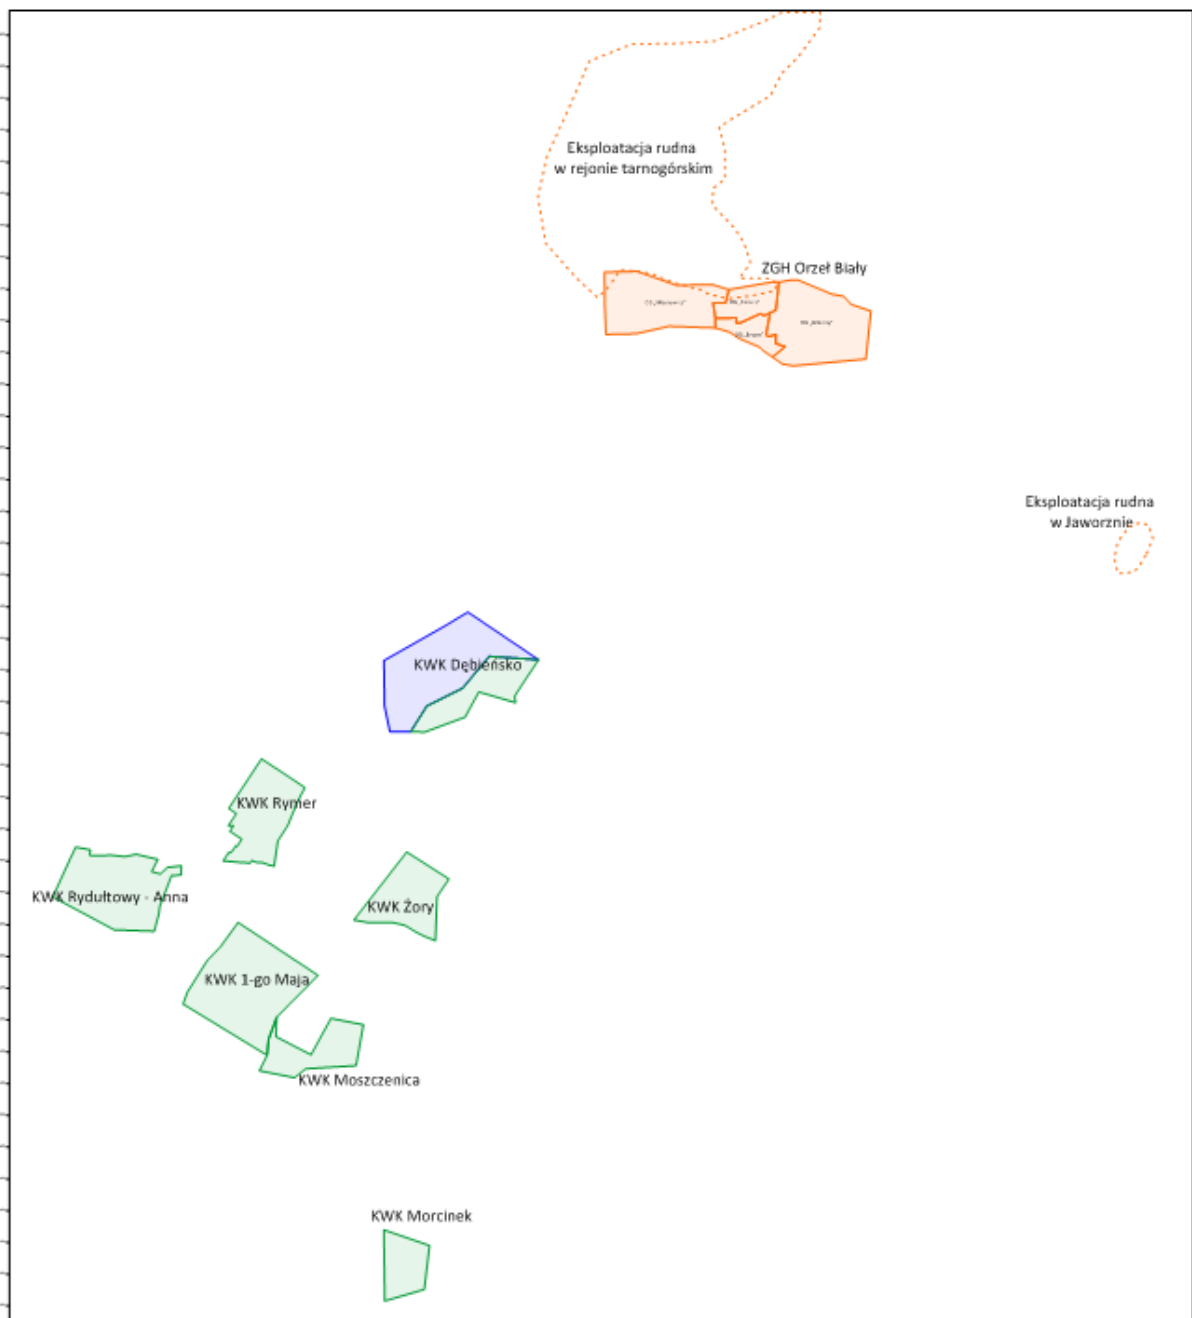 Eksploatacja rudna
w rejonie tarnogórskim
ZGH Orzeł Biały
Eksploatacja rudna
w Jaworznie
KWK Dębieńsko
KWK Rymer
KWK Rydułtowy - Anna
KWK Żory
KWK 1-go Maja
KWK Moszczenica
KWK Morcinek